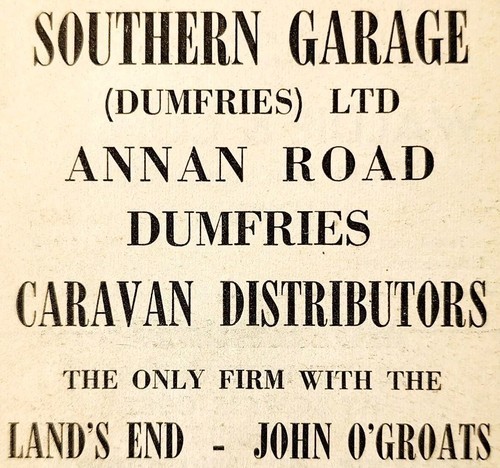 SOUTHERN GARAGE
(DUMFRIES) LTD
ANNAN ROAD
DUMFRIES
CARAVAN DISTRIBUTORS
THE ONLY FIRM WITH THE
LAND'S END - JOHN O'GROATS